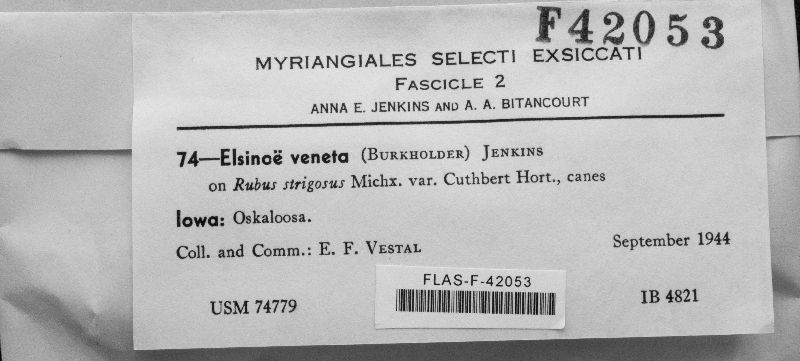 F42053
MYRIANGIALES SELECTI EXSICCATI
FASCICLE 2
ANNA E. JENKINS AND A. A. BITANCOURT
74—Elsinoë veneta (BURKHOLDER) JENKINS
on Rubus strigosus Michx. var. Cuthbert Hort., canes
Iowa: Oskaloosa.
Coll. and Comm.: E. F. VESTAL September 1944
FLAS-F-42053
USM 74779 IB 4821